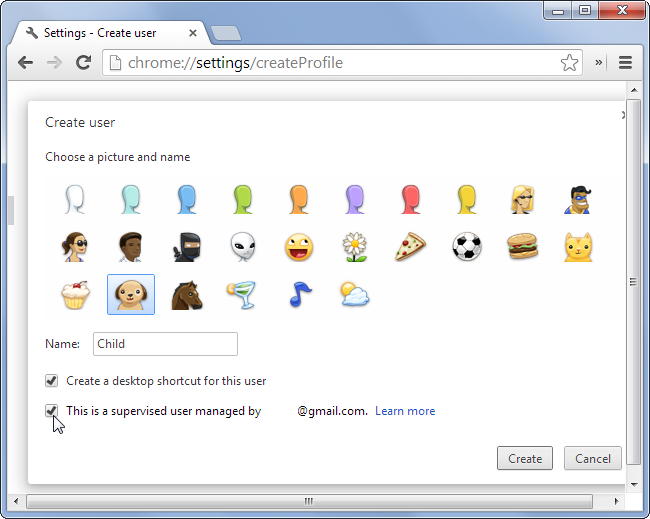 Settings - Create user
chrome://settings/createProfile
Create user
Choose a picture and name
Name: Child
Create a desktop shortcut for this user
This is a supervised user managed by @gmail.com. Learn more
Create Cancel